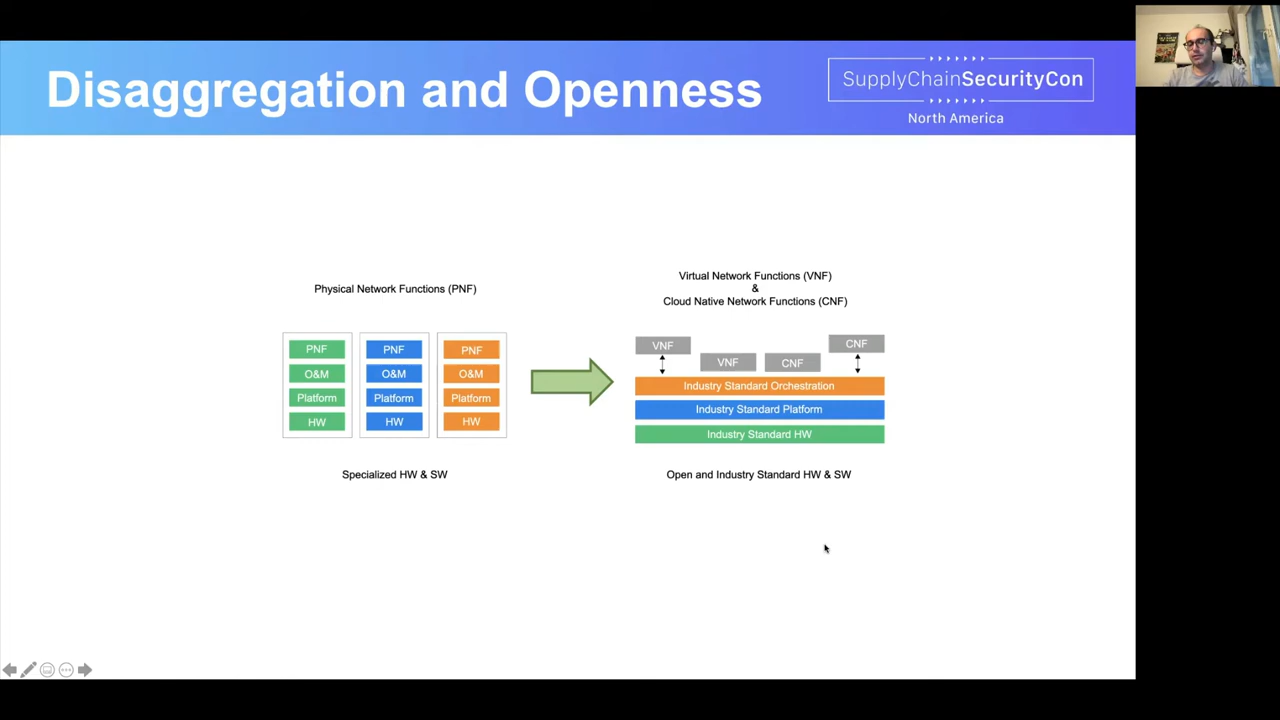 Disaggregation and Openness
SupplyChainSecurityCon
North America
Physical Network Functions (PNF)
PNF
O&M
Platform
HW
PNF
O&M
Platform
HW
PNF
O&M
Platform
HW
Specialized HW & SW
Virtual Network Functions (VNF)
&
Cloud Native Network Functions (CNF)
VNF
VNF
CNF
CNF
Industry Standard Orchestration
Industry Standard Platform
Industry Standard HW
Open and Industry Standard HW & SW